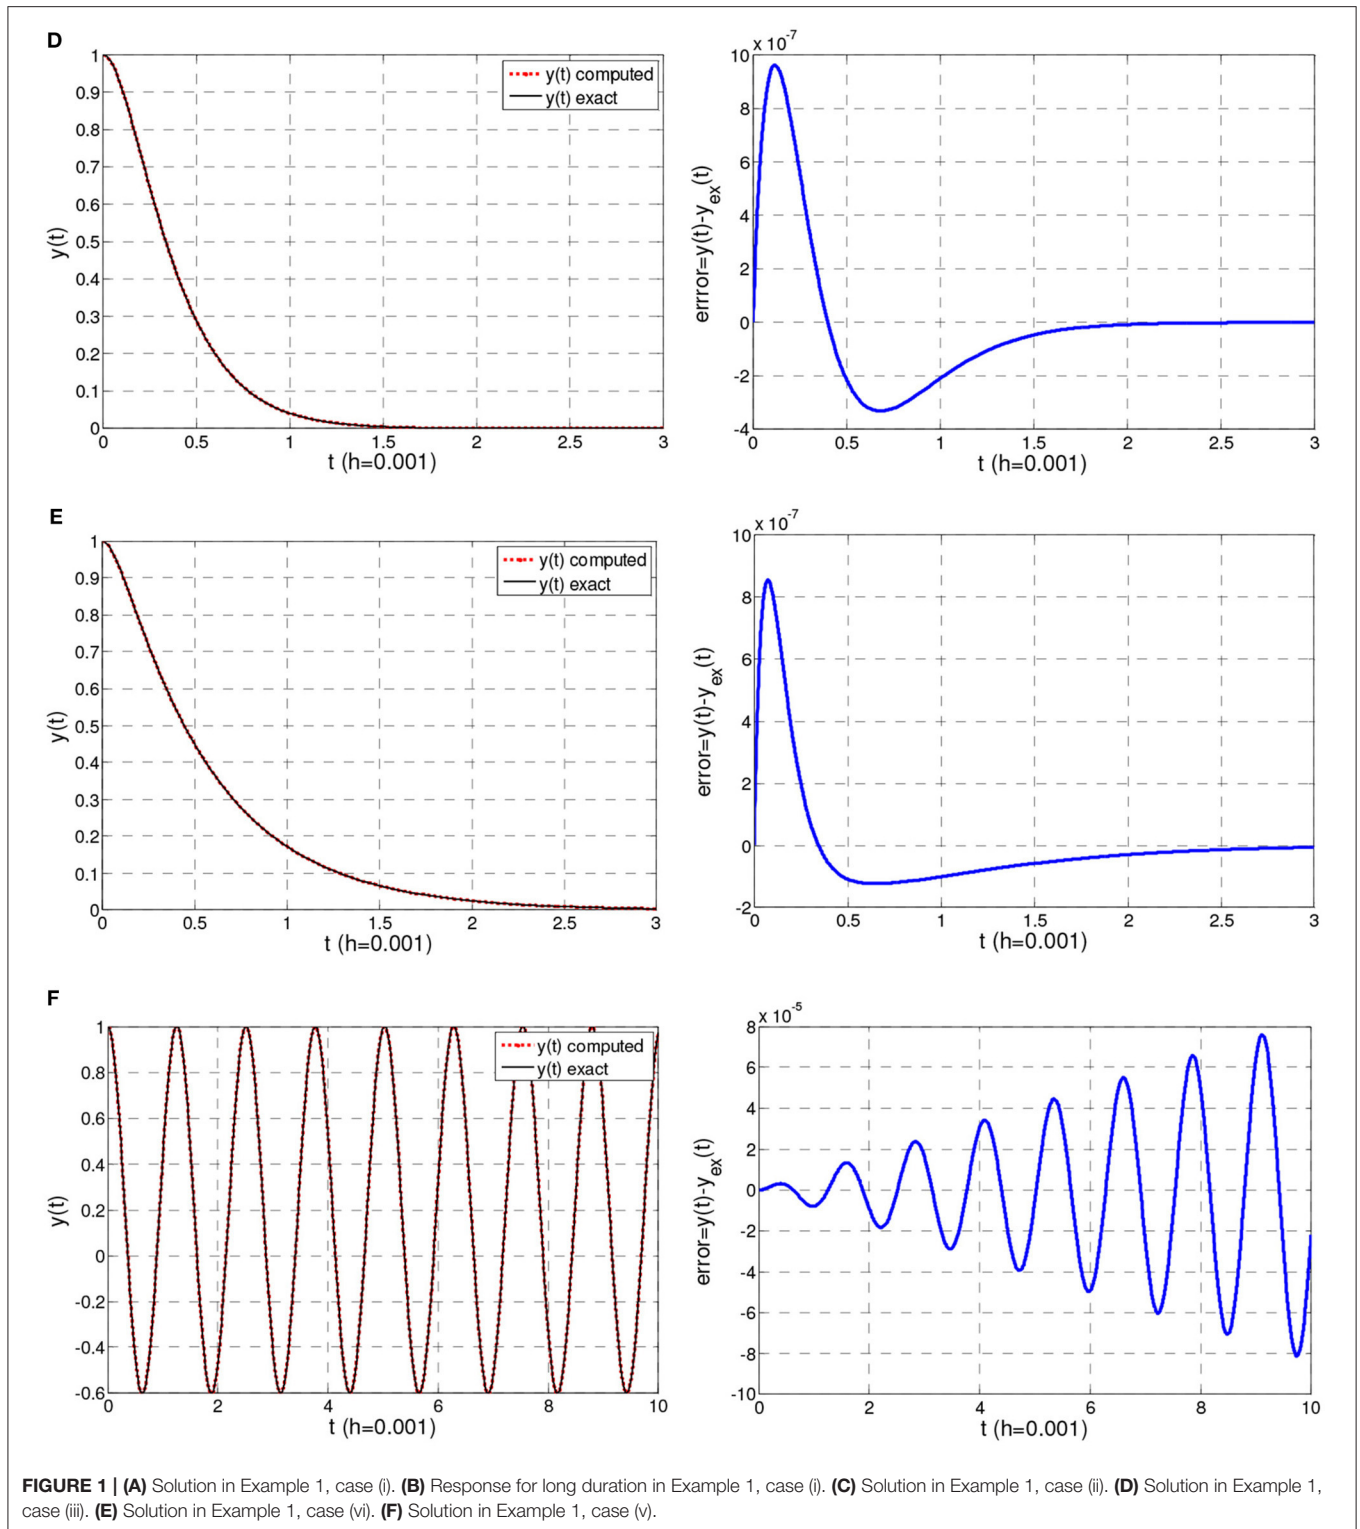 D
1
0.9
0.8
0.7
0.6
0.5
0.4
0.3
0.2
0.1
0
y(t)
y(t) computed
y(t) exact
0 0.5 1 1.5 2 2.5 3
t (h=0.001)
x 10-7
10
8
6
4
2
0
-2
-4
errror=y(t)-yex(t)
0 0.5 1 1.5 2 2.5 3
t (h=0.001)
E
1
0.9
0.8
0.7
0.6
0.5
0.4
0.3
0.2
0.1
0
y(t)
y(t) computed
y(t) exact
0 0.5 1 1.5 2 2.5 3
t (h=0.001)
x 10-7
10
8
6
4
2
0
-2
error=y(t)-yex(t)
0 0.5 1 1.5 2 2.5 3
t (h=0.001)
F
1
0.8
0.6
0.4
0.2
0
-0.2
-0.4
-0.6
y(t)
y(t) computed
y(t) exact
0 2 4 6 8 10
t (h=0.001)
x 10-5
8
6
4
2
0
-2
-4
-6
-8
-10
error=y(t)-yex(t)
0 2 4 6 8 10
t (h=0.001)
FIGURE 1 | (A) Solution in Example 1, case (i). (B) Response for long duration in Example 1, case (i). (C) Solution in Example 1, case (ii). (D) Solution in Example 1,
case (iii). (E) Solution in Example 1, case (vi). (F) Solution in Example 1, case (v).